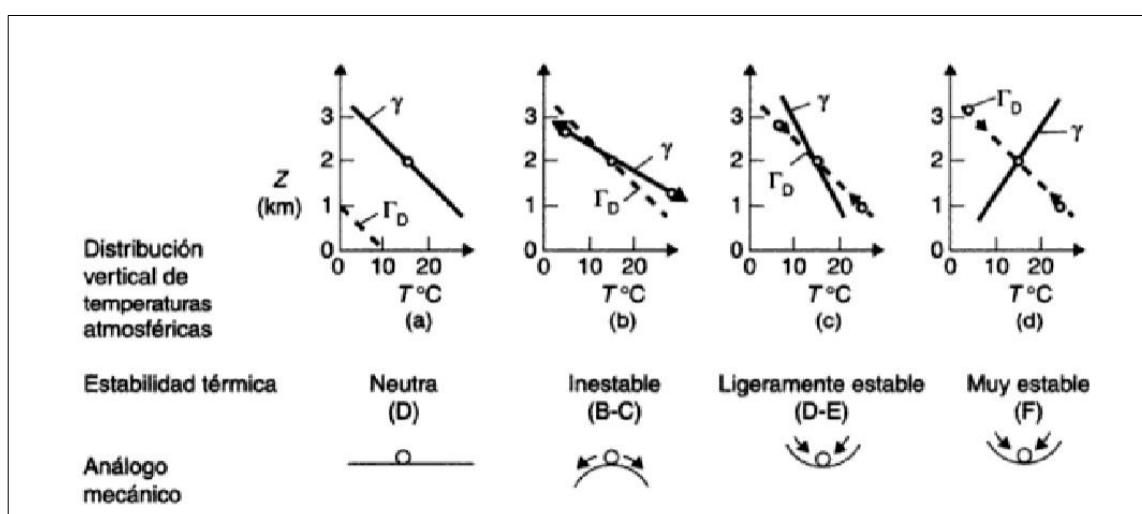 3
2
1
0
Z
(km)
γ
Γ_D
0 10 20
T °C
(a)
3
2
1
0
γ
Γ_D
0 10 20
T °C
(b)
3
2
1
0
γ
Γ_D
0 10 20
T °C
(c)
3
2
1
0
Γ_D
γ
0 10 20
T °C
(d)
Distribución
vertical de
temperaturas
atmosféricas
Estabilidad térmica
Neutra
(D)
Inestable
(B-C)
Ligeramente estable
(D-E)
Muy estable
(F)
Análogo
mecánico